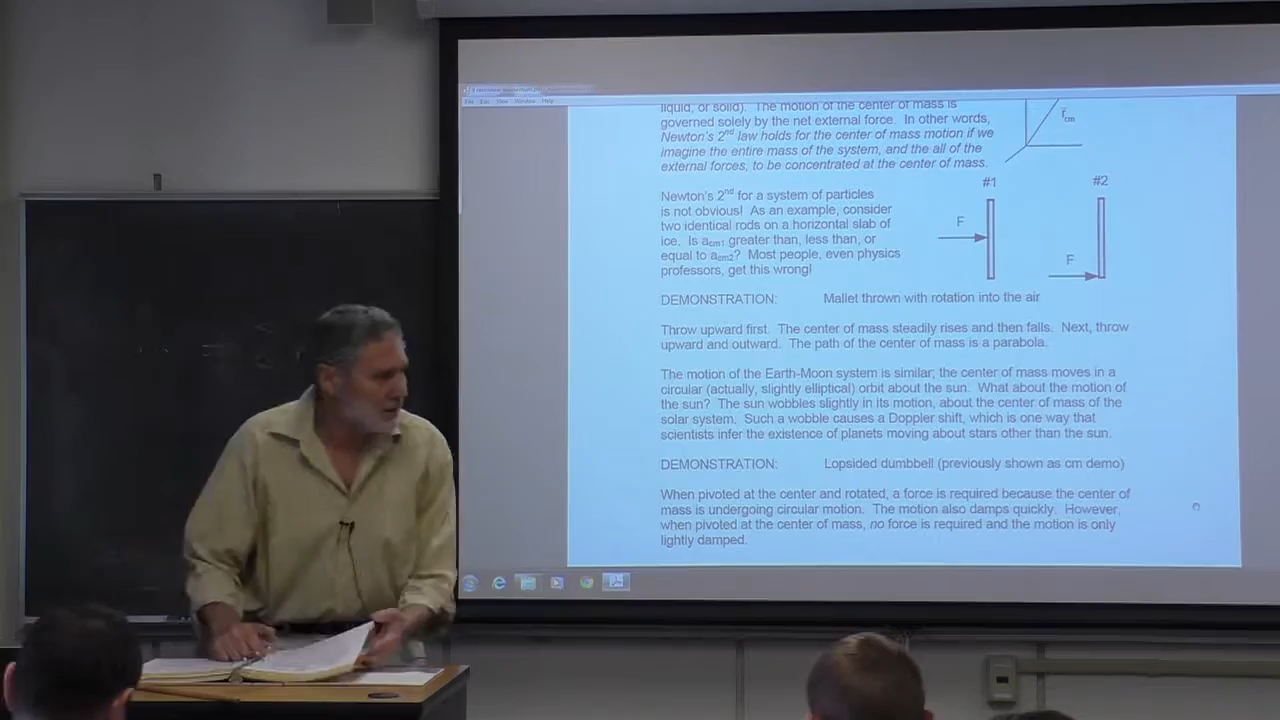 File Edit View Window Help
liquid, or solid). The motion of the center of mass is
governed solely by the net external force. In other words,
Newton's 2nd law holds for the center of mass motion if we
imagine the entire mass of the system, and the all of the
external forces, to be concentrated at the center of mass.
r̄cm
Newton's 2nd for a system of particles
is not obvious! As an example, consider
two identical rods on a horizontal slab of
ice. Is acm1 greater than, less than, or
equal to acm2? Most people, even physics
professors, get this wrong!
#1
#2
F
F
DEMONSTRATION: Mallet thrown with rotation into the air
Throw upward first. The center of mass steadily rises and then falls. Next, throw
upward and outward. The path of the center of mass is a parabola.
The motion of the Earth-Moon system is similar; the center of mass moves in a
circular (actually, slightly elliptical) orbit about the sun. What about the motion of
the sun? The sun wobbles slightly in its motion, about the center of mass of the
solar system. Such a wobble causes a Doppler shift, which is one way that
scientists infer the existence of planets moving about stars other than the sun.
DEMONSTRATION: Lopsided dumbbell (previously shown as cm demo)
When pivoted at the center and rotated, a force is required because the center of
mass is undergoing circular motion. The motion also damps quickly. However,
when pivoted at the center of mass, no force is required and the motion is only
lightly damped.